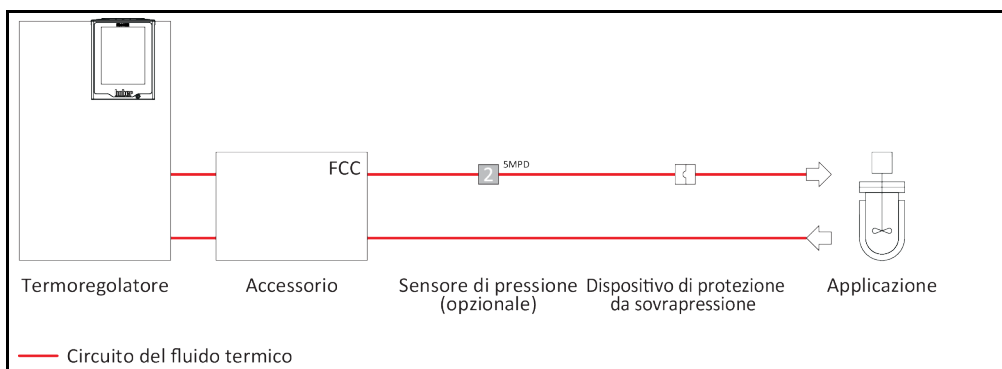 huber
FCC
2
5MPD
Termoregolatore
Accessorio
Sensore di pressione
(opzionale)
Dispositivo di protezione
da sovrapressione
Applicazione
Circuito del fluido termico